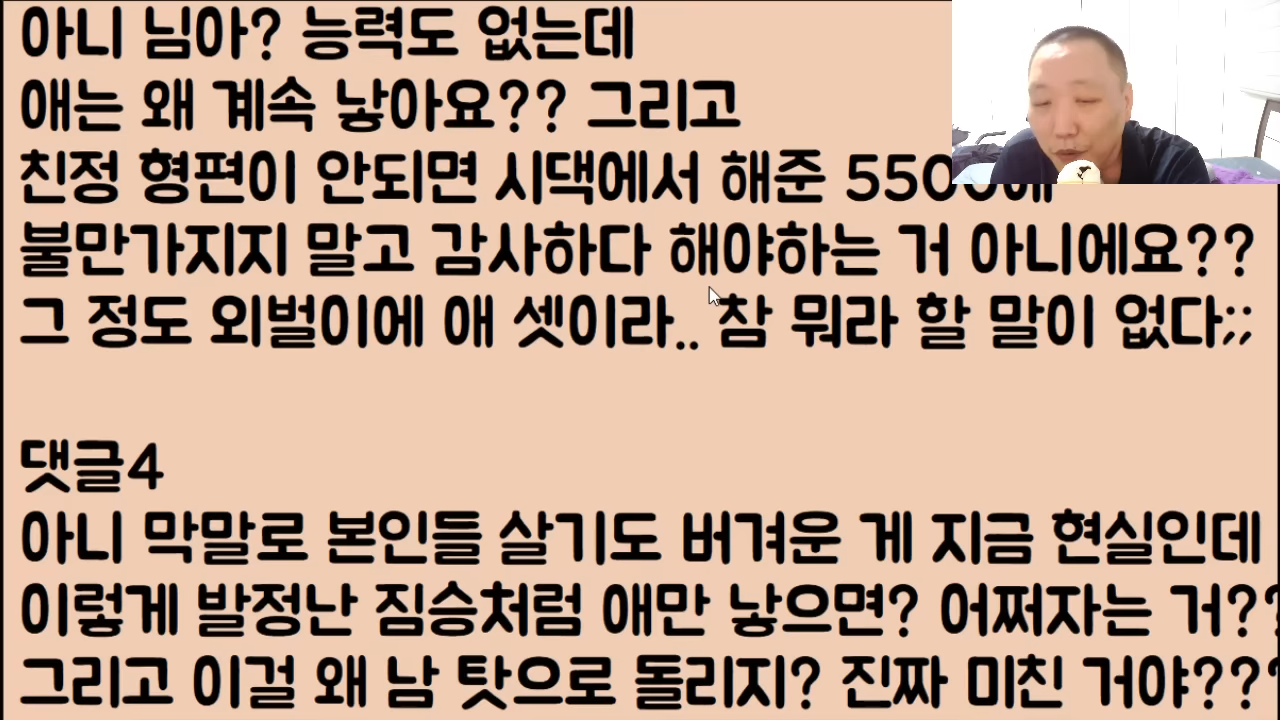 아니 님아? 능력도 없는데
애는 왜 계속 낳아요?? 그리고
친정 형편이 안되면 시댁에서 해준 5500에
불만가지지 말고 감사하다 해야하는 거 아니에요??
그 정도 외벌이에 애 셋이라.. 참 뭐라 할 말이 없다;;
댓글4
아니 막말로 본인들 살기도 버겨운 게 지금 현실인데
이렇게 발정난 짐승처럼 애만 낳으면? 어쩌자는 거??
그리고 이걸 왜 남 탓으로 돌리지? 진짜 미친 거야???